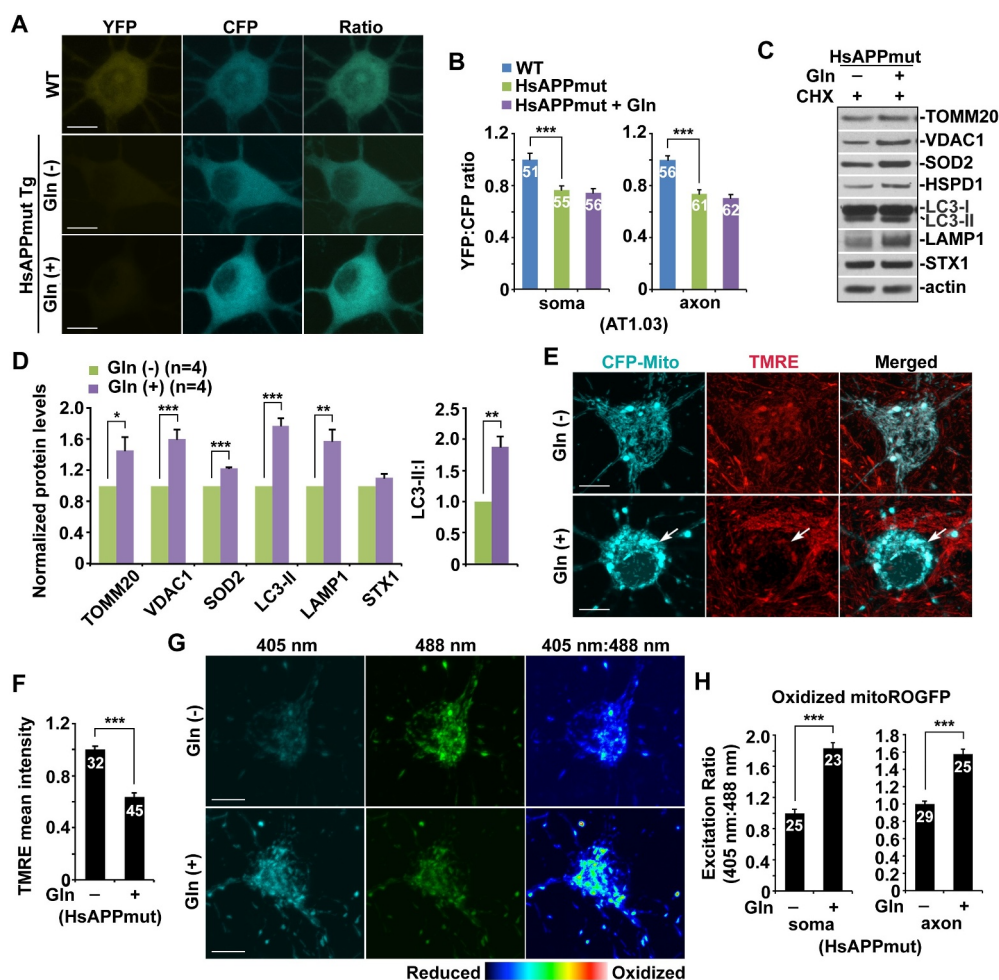 A
YFP CFP Ratio
WT
HsAPPmut Tg
Gln (-)
Gln (+)
B
WT
HsAPPmut
HsAPPmut + Gln
YFP:CFP ratio
1.2
0.8
0.4
0
***
51
55
56
soma
1.2
0.8
0.4
0
***
56
61
62
axon
(AT1.03)
C
HsAPPmut
Gln – +
CHX + +
-TOMM20
-VDAC1
-SOD2
-HSPD1
LC3-I
LC3-II
-LAMP1
-STX1
-actin
D
Gln (-) (n=4)
Gln (+) (n=4)
Normalized protein levels
2.0
1.6
1.2
0.8
0.4
0
* *** *** *** **
TOMM20 VDAC1 SOD2 LC3-II LAMP1 STX1
LC3-II:I
2.5
2.0
1.5
1.0
0.5
0
**
E
CFP-Mito TMRE Merged
Gln (-)
Gln (+)
F
TMRE mean intensity
1.2
0.8
0.4
0
***
32
45
Gln – +
(HsAPPmut)
G
405 nm 488 nm 405 nm:488 nm
Gln (-)
Gln (+)
Reduced Oxidized
H
Oxidized mitoROGFP
Excitation Ratio
(405 nm:488 nm)
2.0
1.6
1.2
0.8
0.4
0
***
25
23
Gln – +
soma
1.8
1.6
1.4
1.2
1.0
0.8
0.6
0.4
0.2
0
***
29
25
Gln – +
axon
(HsAPPmut)